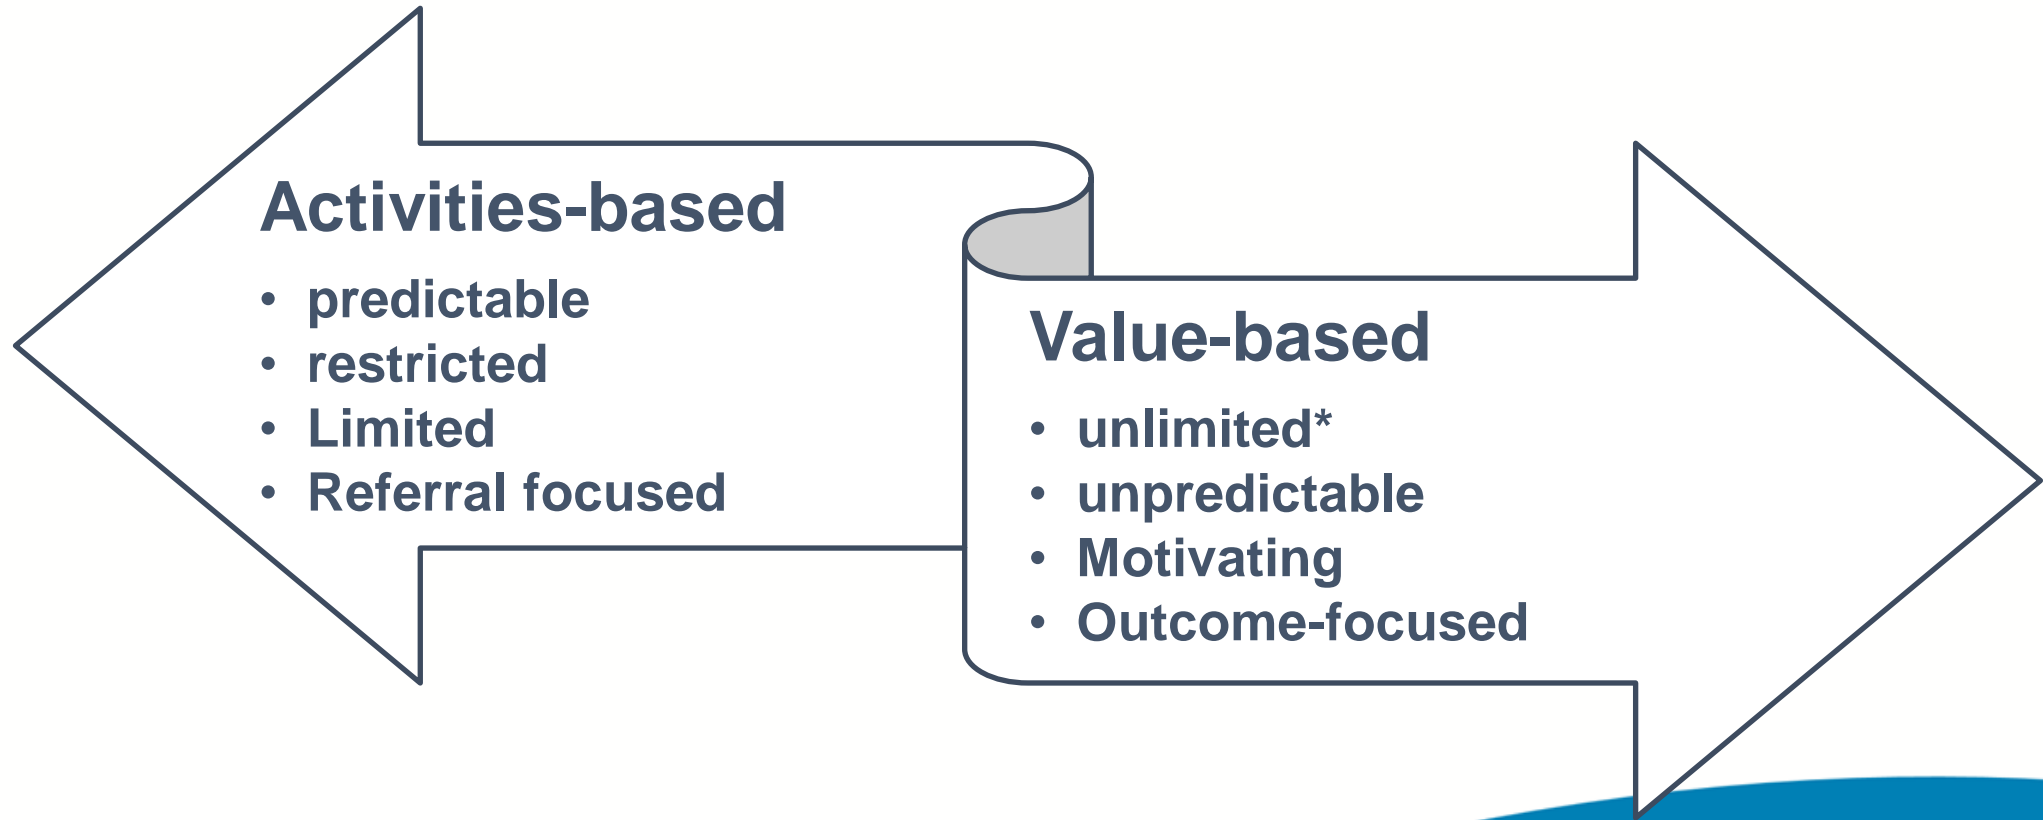 Activities-based
• predictable
• restricted
• Limited
• Referral focused
Value-based
• unlimited*
• unpredictable
• Motivating
• Outcome-focused